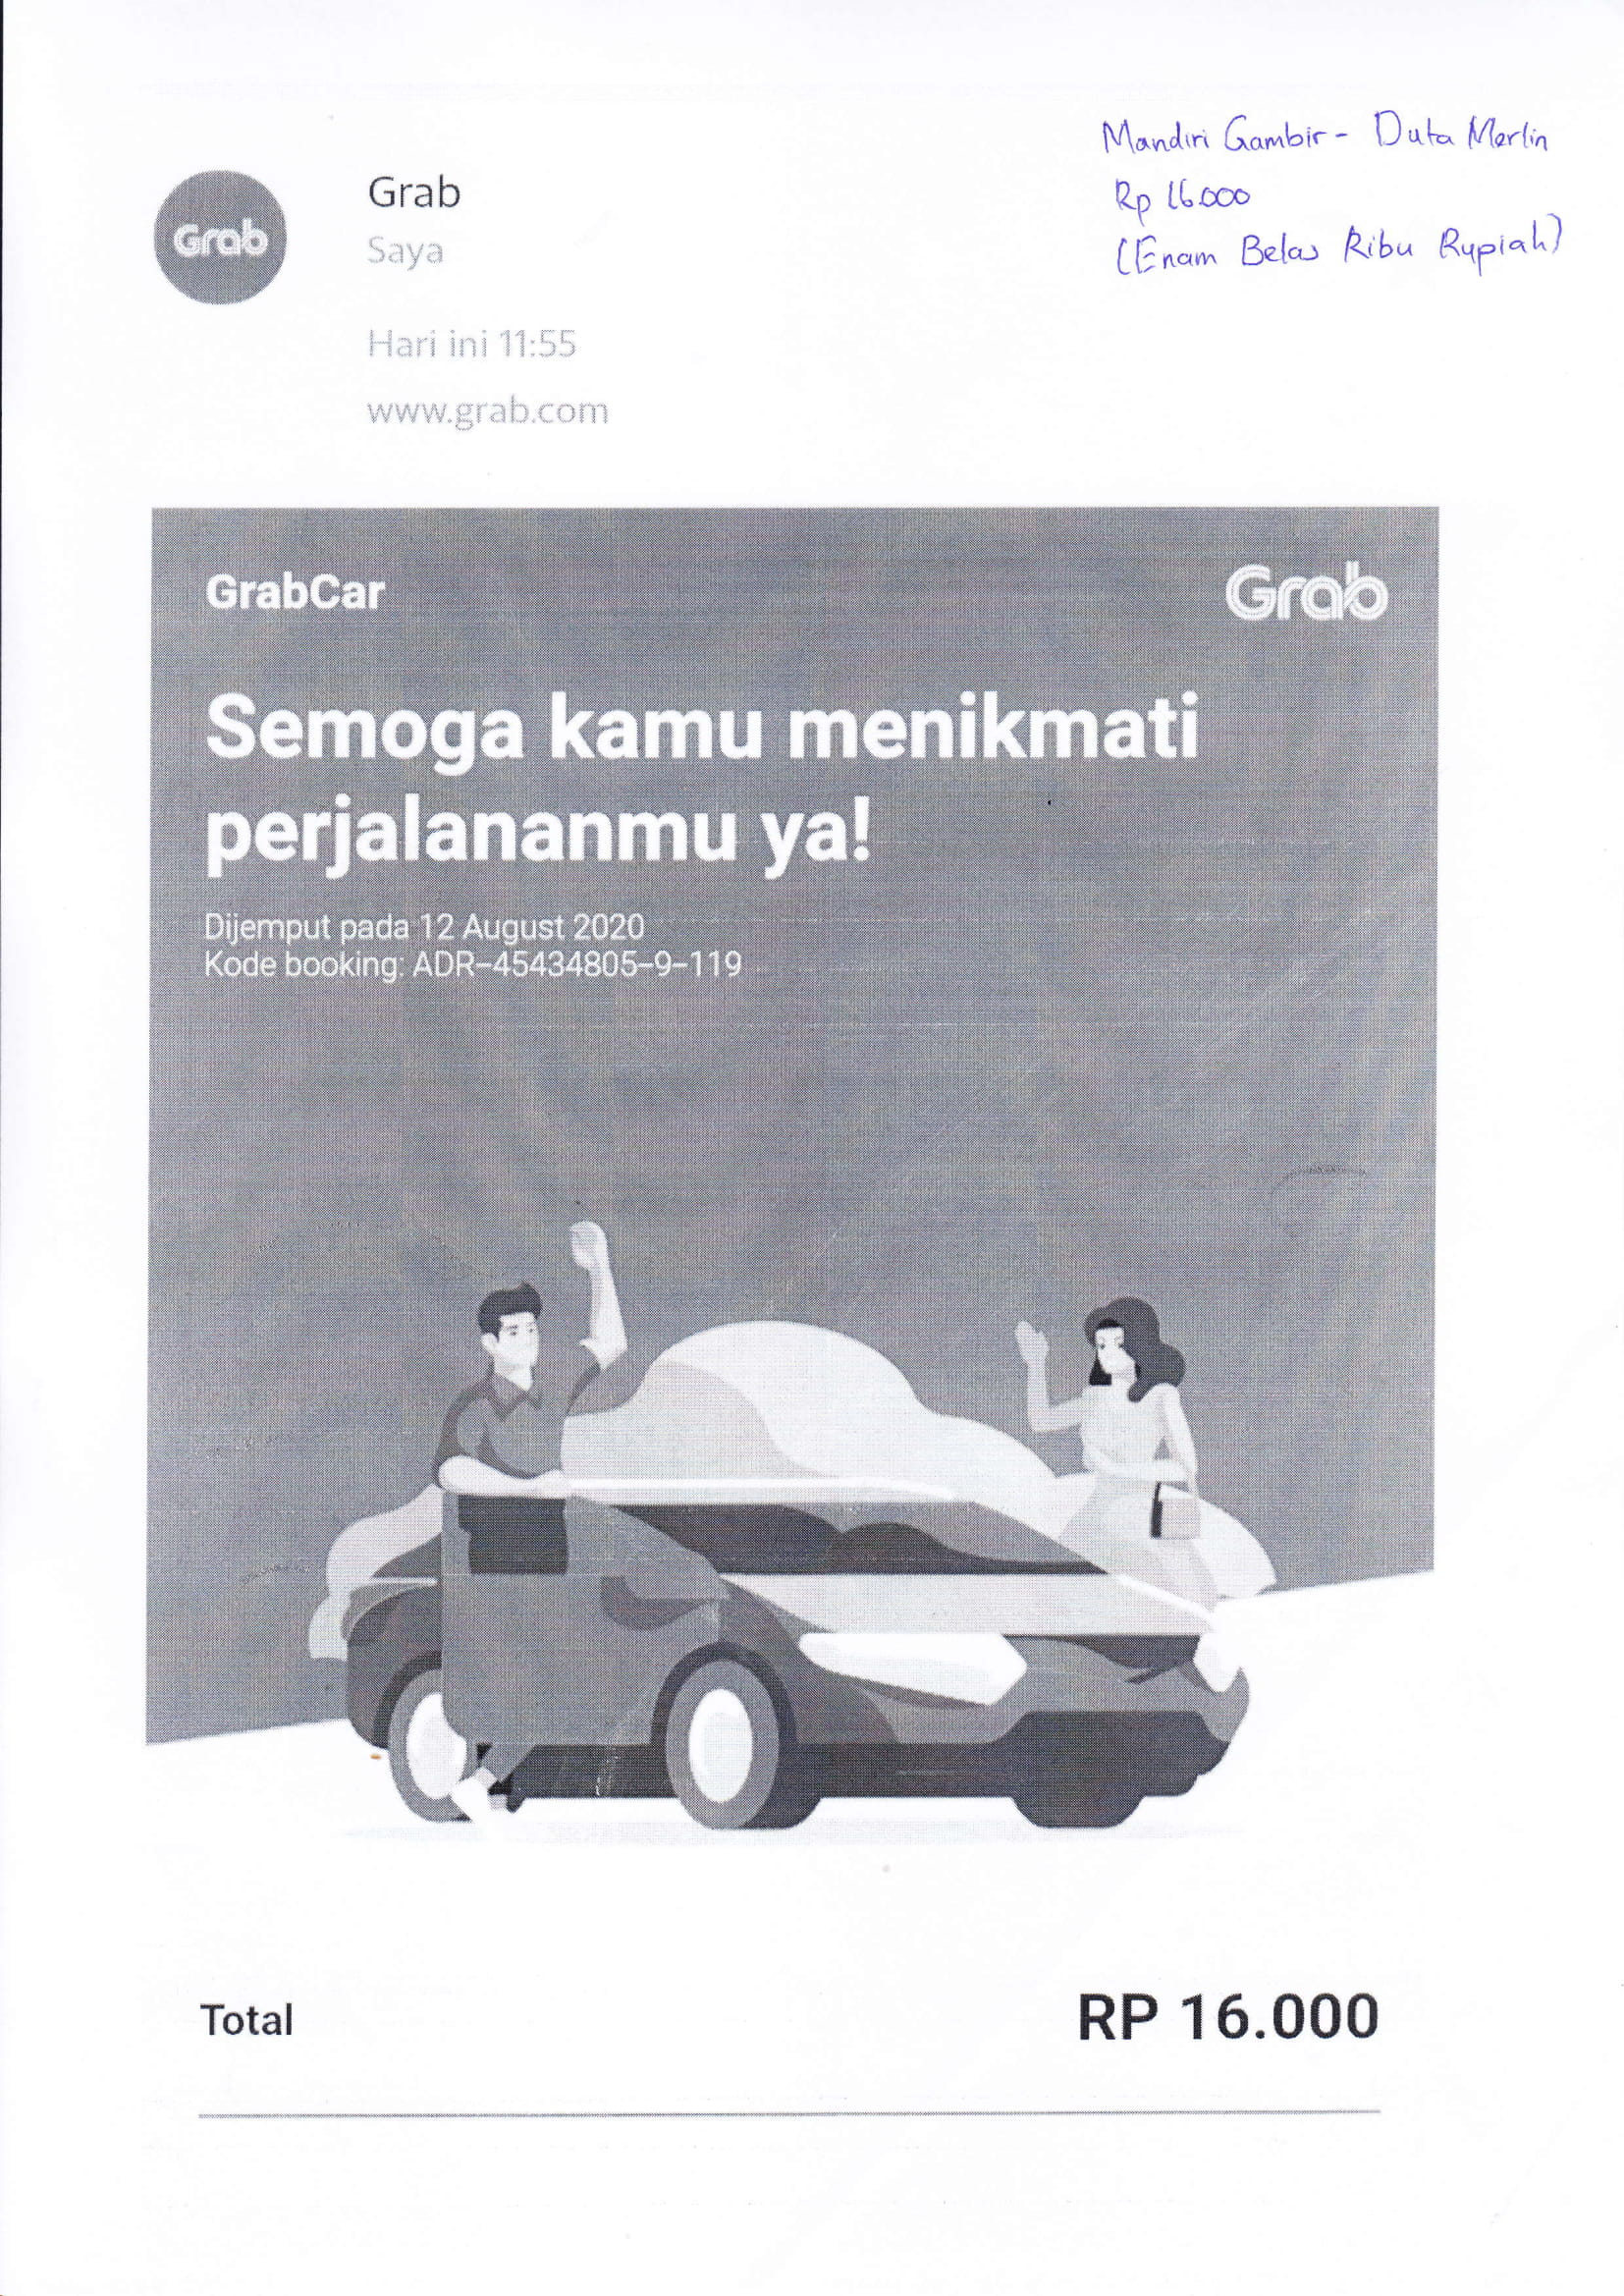 Mandiri Gambir - Duta Merlin
Rp 16.000
(Enam Belas Ribu Rupiah)
Grab
Grab
Saya
Hari ini 11:55
www.grab.com
GrabCar
Grab
Semoga kamu menikmati
perjalananmu ya!
Dijemput pada 12 August 2020
Kode booking: ADR-45434805-9-119
Total
RP 16.000